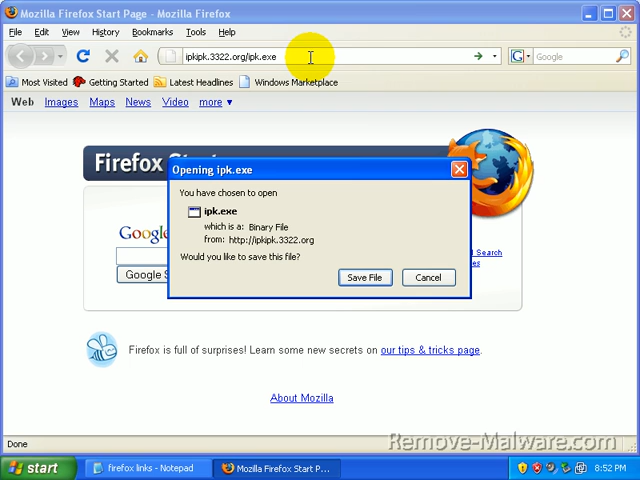 Mozilla Firefox Start Page - Mozilla Firefox
File Edit View History Bookmarks Tools Help
ipkipk.3322.org/ipk.exe
Google
Most Visited Getting Started Latest Headlines Windows Marketplace
Web Images Maps News Video more
Firefox
Opening ipk.exe
You have chosen to open
ipk.exe
which is a: Binary File
from: http://ipkipk.3322.org
Would you like to save this file?
Save File Cancel
Google
Search
Firefox is full of surprises! Learn some new secrets on our tips & tricks page.
About Mozilla
Done
Remove-Malware.com
start firefox links - Notepad Mozilla Firefox Start P... 8:52 PM